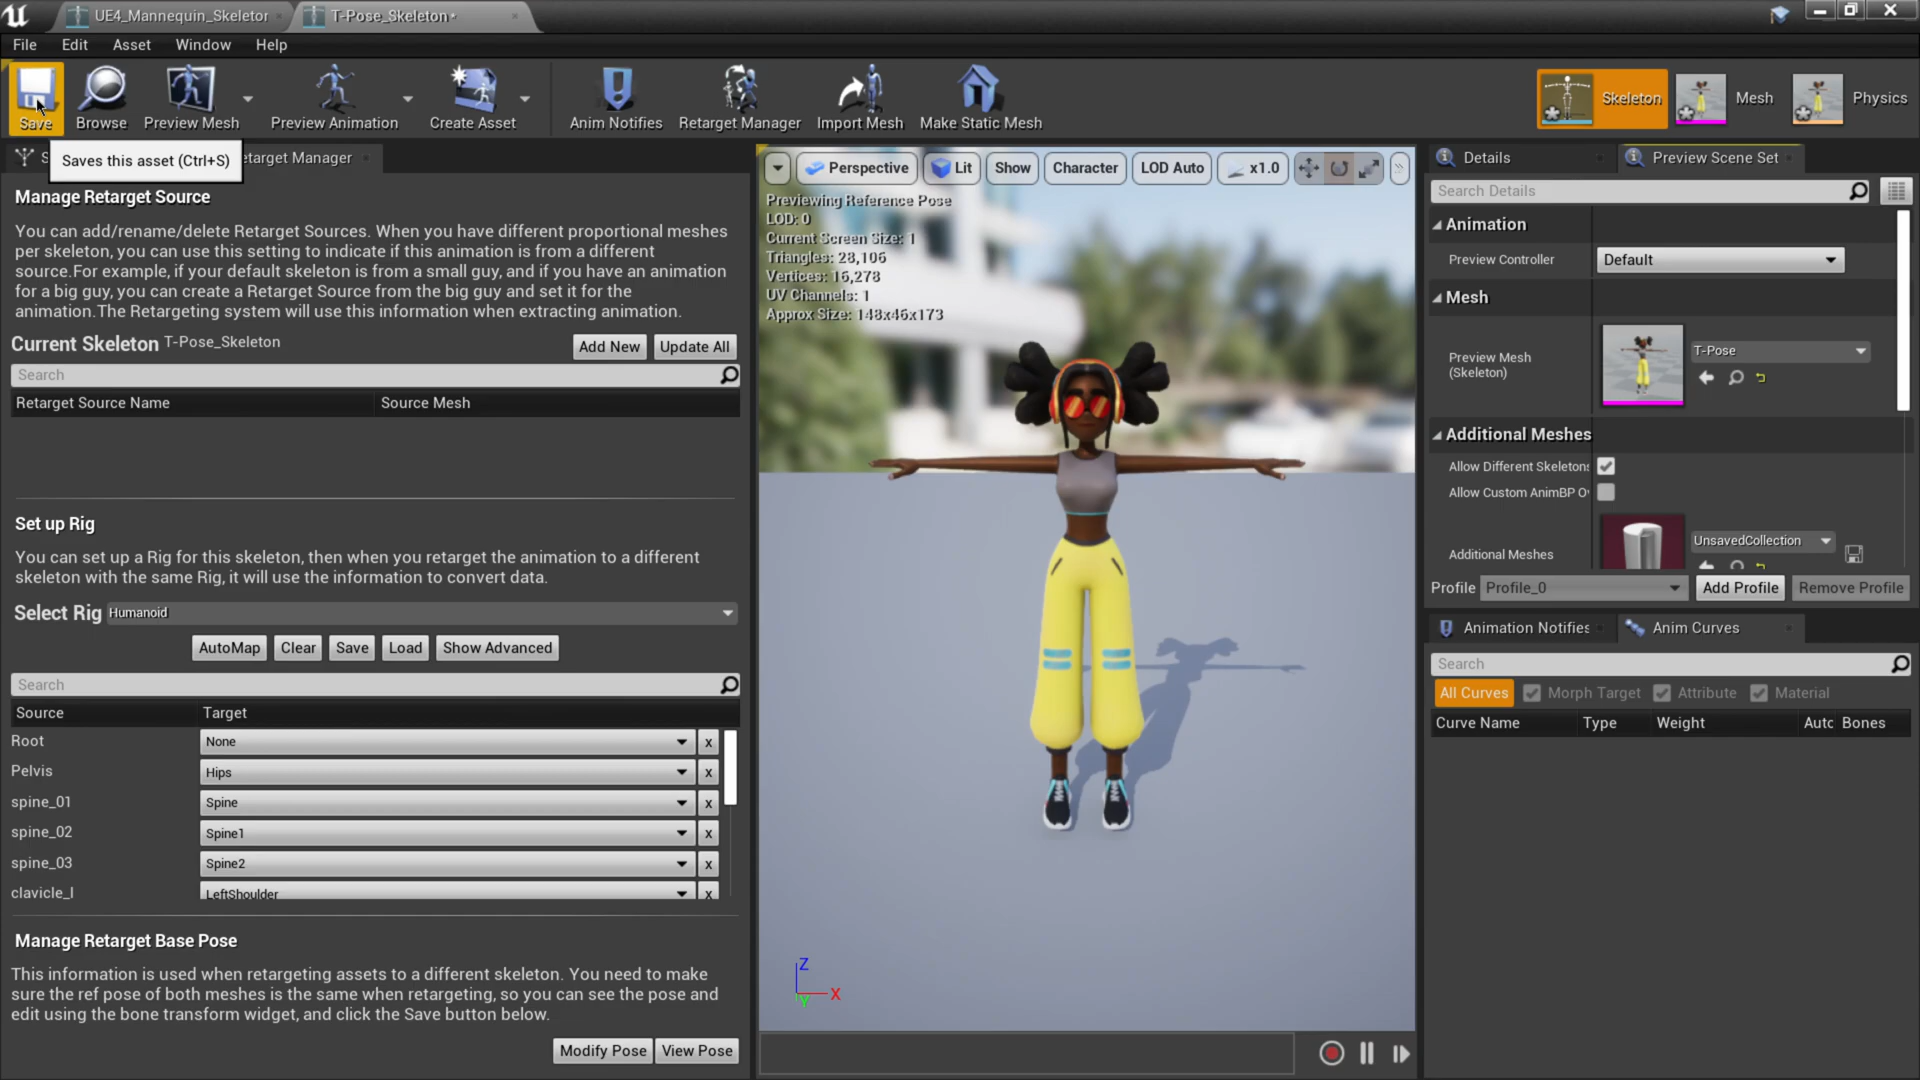 UE4_Mannequin_Skeletor
T-Pose_Skeleton*
File
Edit
Asset
Window
Help
Save
Browse
Preview Mesh
Preview Animation
Create Asset
Anim Notifies
Retarget Manager
Import Mesh
Make Static Mesh
Skeleton
Mesh
Physics
S
Saves this asset (Ctrl+S)
etarget Manager
Manage Retarget Source
You can add/rename/delete Retarget Sources. When you have different proportional meshes
per skeleton, you can use this setting to indicate if this animation is from a different
source.For example, if your default skeleton is from a small guy, and if you have an animation
for a big guy, you can create a Retarget Source from the big guy and set it for the
animation.The Retargeting system will use this information when extracting animation.
Current Skeleton T-Pose_Skeleton
Add New
Update All
Search
Retarget Source Name
Source Mesh
Set up Rig
You can set up a Rig for this skeleton, then when you retarget the animation to a different
skeleton with the same Rig, it will use the information to convert data.
Select Rig Humanoid
AutoMap
Clear
Save
Load
Show Advanced
Search
Source
Target
Root
None
x
Pelvis
Hips
x
spine_01
Spine
x
spine_02
Spine1
x
spine_03
Spine2
x
clavicle_l
LeftShoulder
x
Manage Retarget Base Pose
This information is used when retargeting assets to a different skeleton. You need to make
sure the ref pose of both meshes is the same when retargeting, so you can see the pose and
edit using the bone transform widget, and click the Save button below.
Modify Pose
View Pose
Perspective
Lit
Show
Character
LOD Auto
x1.0
Previewing Reference Pose
LOD: 0
Current Screen Size: 1
Triangles: 28,106
Vertices: 16,278
UV Channels: 1
Approx Size: 148x46x173
Z
X
Y
Details
Preview Scene Set
Search Details
Animation
Preview Controller
Default
Mesh
Preview Mesh
(Skeleton)
T-Pose
Additional Meshes
Allow Different Skeletons
Allow Custom AnimBP O
Additional Meshes
UnsavedCollection
Profile
Profile_0
Add Profile
Remove Profile
Animation Notifies
Anim Curves
Search
All Curves
Morph Target
Attribute
Material
Curve Name
Type
Weight
Autc
Bones